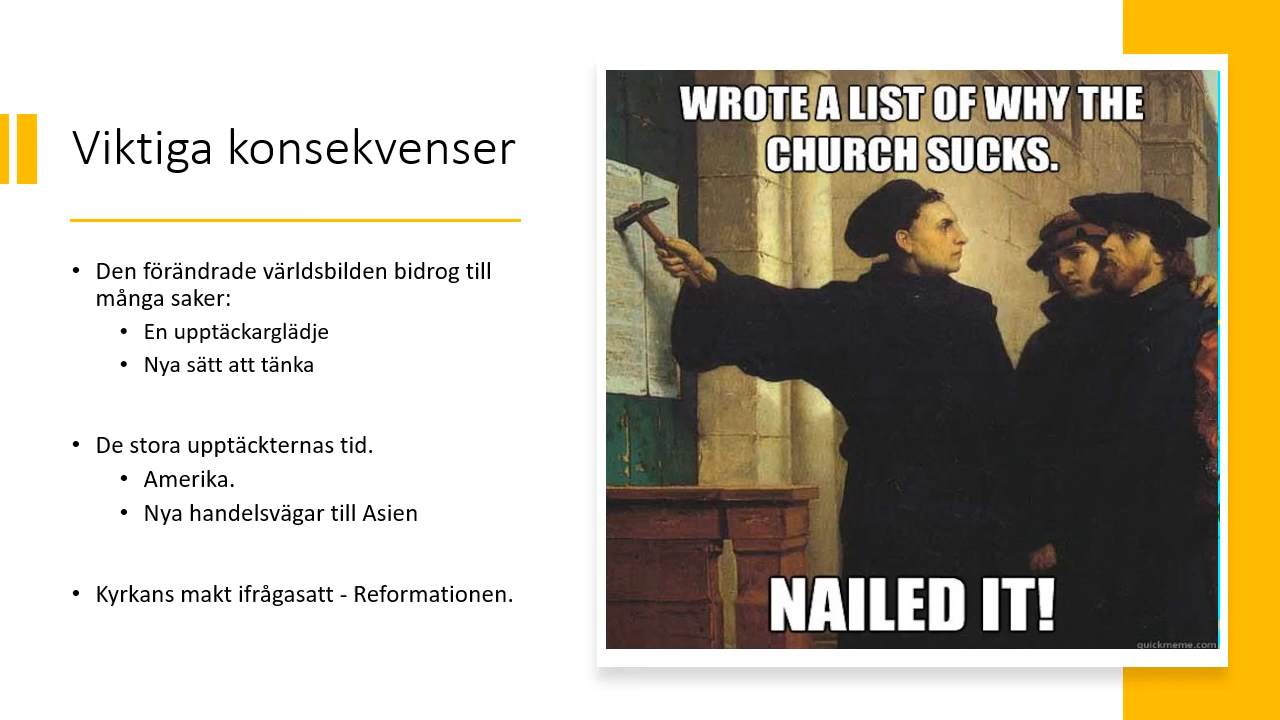 Viktiga konsekvenser
• Den förändrade världsbilden bidrog till
många saker:
• En upptäckarglädje
• Nya sätt att tänka
• De stora upptäckternas tid.
• Amerika.
• Nya handelsvägar till Asien
• Kyrkans makt ifrågasatt - Reformationen.
WROTE A LIST OF WHY THE
CHURCH SUCKS.
NAILED IT!
quickmeme.com